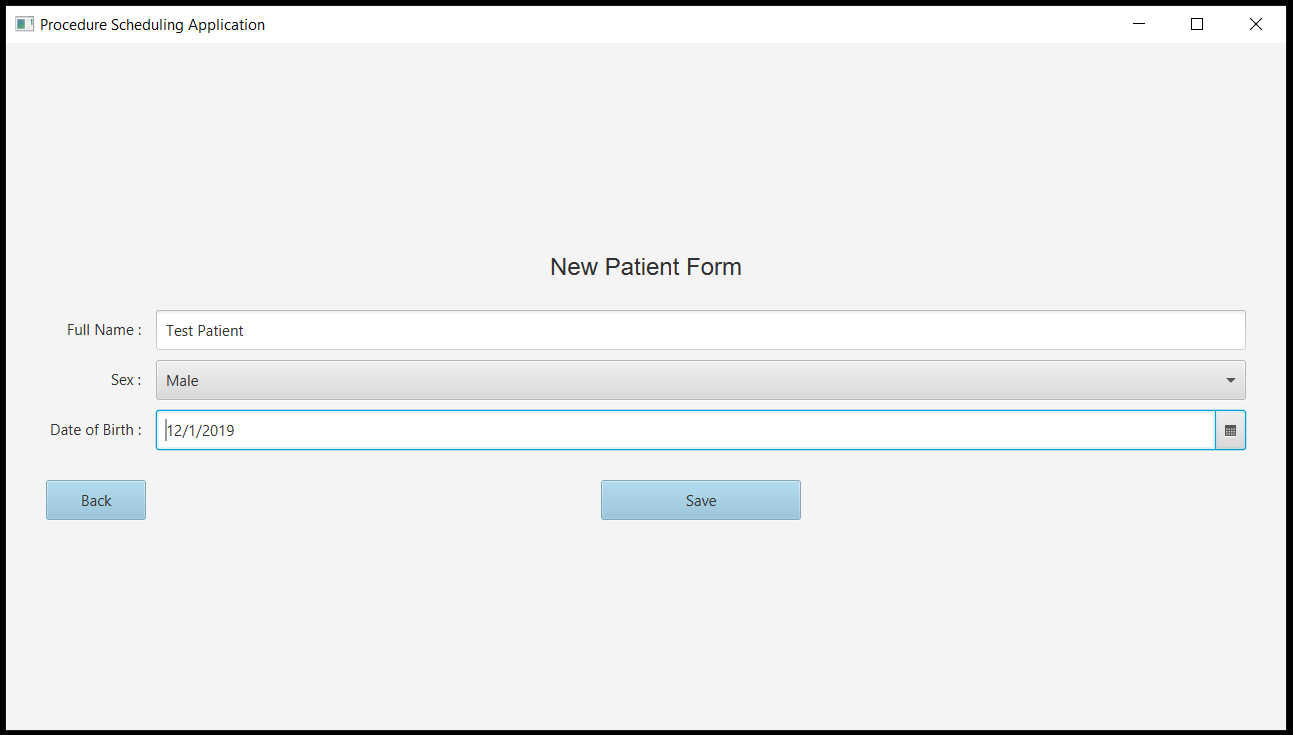 Procedure Scheduling Application
New Patient Form
Full Name : Test Patient
Sex : Male
Date of Birth : 12/1/2019
Back Save